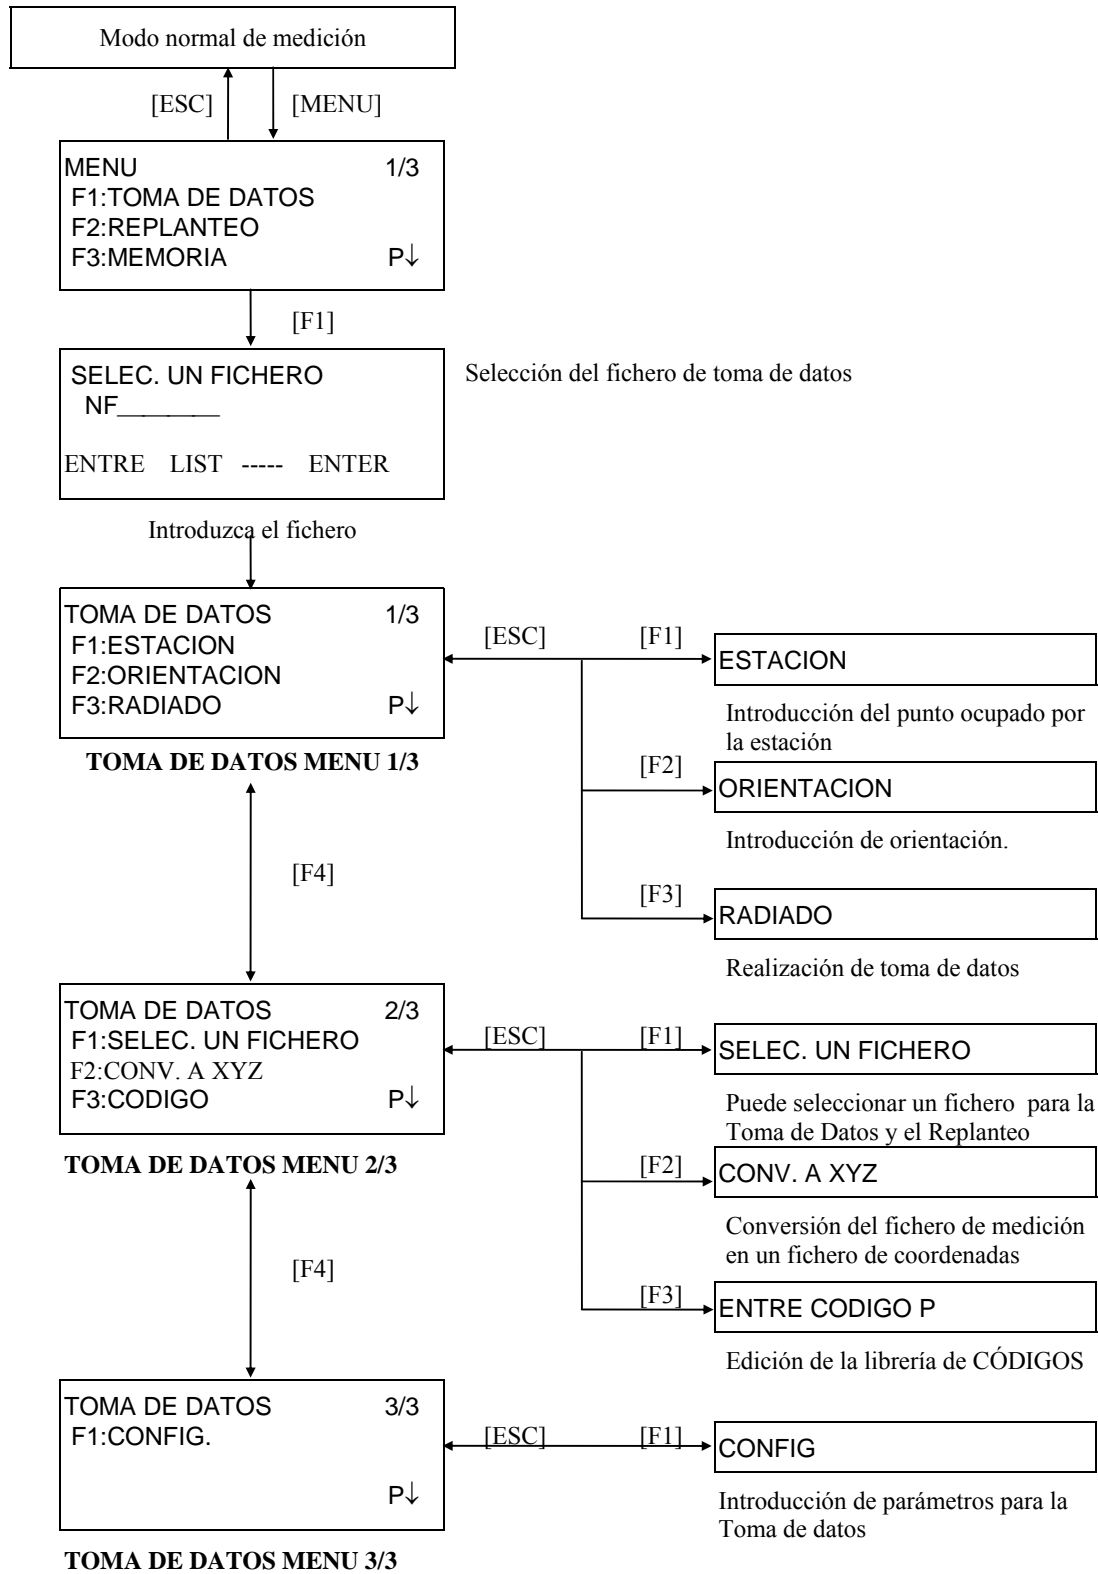 Modo normal de medición
[ESC]
[MENU]
MENU 1/3
F1:TOMA DE DATOS
F2:REPLANTEO
F3:MEMORIA P↓
[F1]
SELEC. UN FICHERO
NF_______
ENTRE LIST ----- ENTER
Selección del fichero de toma de datos
Introduzca el fichero
TOMA DE DATOS 1/3
F1:ESTACION
F2:ORIENTACION
F3:RADIADO P↓
TOMA DE DATOS MENU 1/3
[ESC]
[F1]
ESTACION
Introducción del punto ocupado por
la estación
[F2]
ORIENTACION
Introducción de orientación.
[F3]
RADIADO
Realización de toma de datos
[F4]
TOMA DE DATOS 2/3
F1:SELEC. UN FICHERO
F2:CONV. A XYZ
F3:CODIGO P↓
TOMA DE DATOS MENU 2/3
[ESC]
[F1]
SELEC. UN FICHERO
Puede seleccionar un fichero para la
Toma de Datos y el Replanteo
[F2]
CONV. A XYZ
Conversión del fichero de medición
en un fichero de coordenadas
[F3]
ENTRE CODIGO P
Edición de la librería de CÓDIGOS
[F4]
TOMA DE DATOS 3/3
F1:CONFIG.
P↓
TOMA DE DATOS MENU 3/3
[ESC]
[F1]
CONFIG
Introducción de parámetros para la
Toma de datos